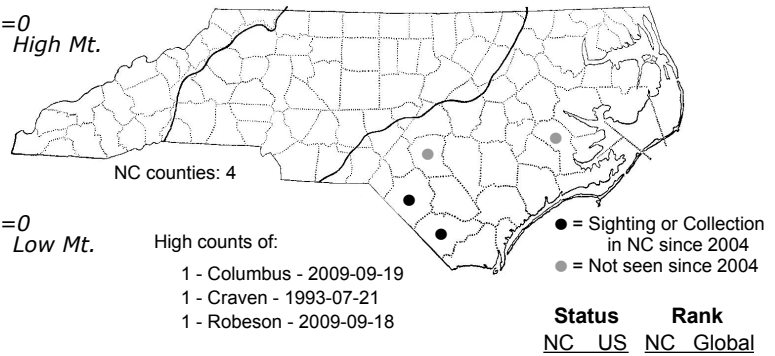 =0
High Mt.
NC counties: 4
=0
Low Mt.
High counts of:
1 - Columbus - 2009-09-19
1 - Craven - 1993-07-21
1 - Robeson - 2009-09-18
= Sighting or Collection
in NC since 2004
= Not seen since 2004
Status Rank
NC US NC Global